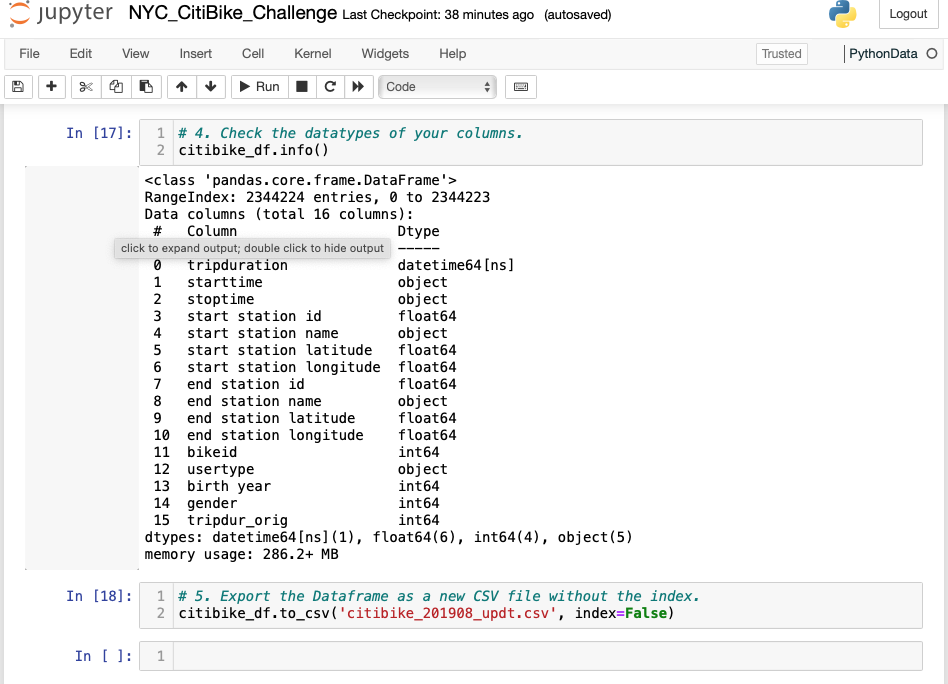 jupyter NYC_CitiBike_Challenge Last Checkpoint: 38 minutes ago (autosaved) Logout
File Edit View Insert Cell Kernel Widgets Help Trusted PythonData
Run Code
In [17]: 1 # 4. Check the datatypes of your columns.
2 citibike_df.info()
<class 'pandas.core.frame.DataFrame'>
RangeIndex: 2344224 entries, 0 to 2344223
Data columns (total 16 columns):
# Column Dtype
click to expand output; double click to hide output -----
0 tripduration datetime64[ns]
1 starttime object
2 stoptime object
3 start station id float64
4 start station name object
5 start station latitude float64
6 start station longitude float64
7 end station id float64
8 end station name object
9 end station latitude float64
10 end station longitude float64
11 bikeid int64
12 usertype object
13 birth year int64
14 gender int64
15 tripdur_orig int64
dtypes: datetime64[ns](1), float64(6), int64(4), object(5)
memory usage: 286.2+ MB
In [18]: 1 # 5. Export the Dataframe as a new CSV file without the index.
2 citibike_df.to_csv('citibike_201908_updt.csv', index=False)
In [ ]: 1